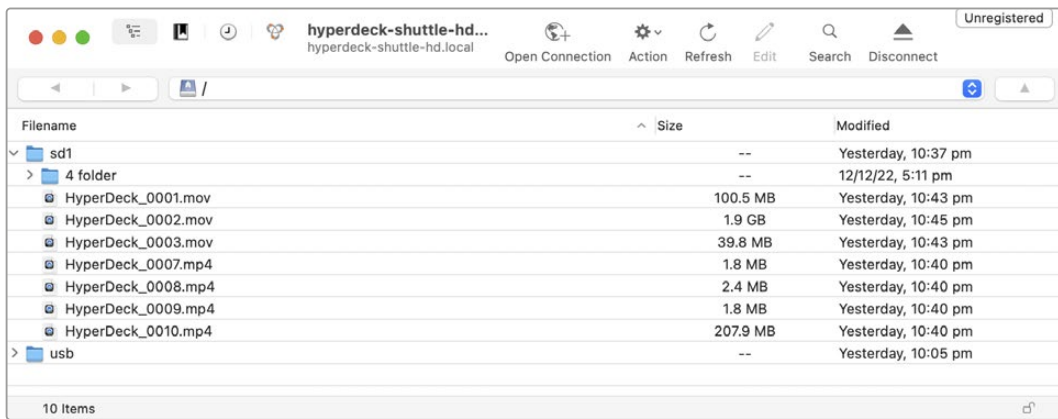 hyperdeck-shuttle-hd...
hyperdeck-shuttle-hd.local
Open Connection Action Refresh Edit Search Disconnect
Unregistered
/
Filename Size Modified
sd1 -- Yesterday, 10:37 pm
4 folder -- 12/12/22, 5:11 pm
HyperDeck_0001.mov 100.5 MB Yesterday, 10:43 pm
HyperDeck_0002.mov 1.9 GB Yesterday, 10:45 pm
HyperDeck_0003.mov 39.8 MB Yesterday, 10:43 pm
HyperDeck_0007.mp4 1.8 MB Yesterday, 10:40 pm
HyperDeck_0008.mp4 2.4 MB Yesterday, 10:40 pm
HyperDeck_0009.mp4 1.8 MB Yesterday, 10:40 pm
HyperDeck_0010.mp4 207.9 MB Yesterday, 10:40 pm
usb -- Yesterday, 10:05 pm
10 Items